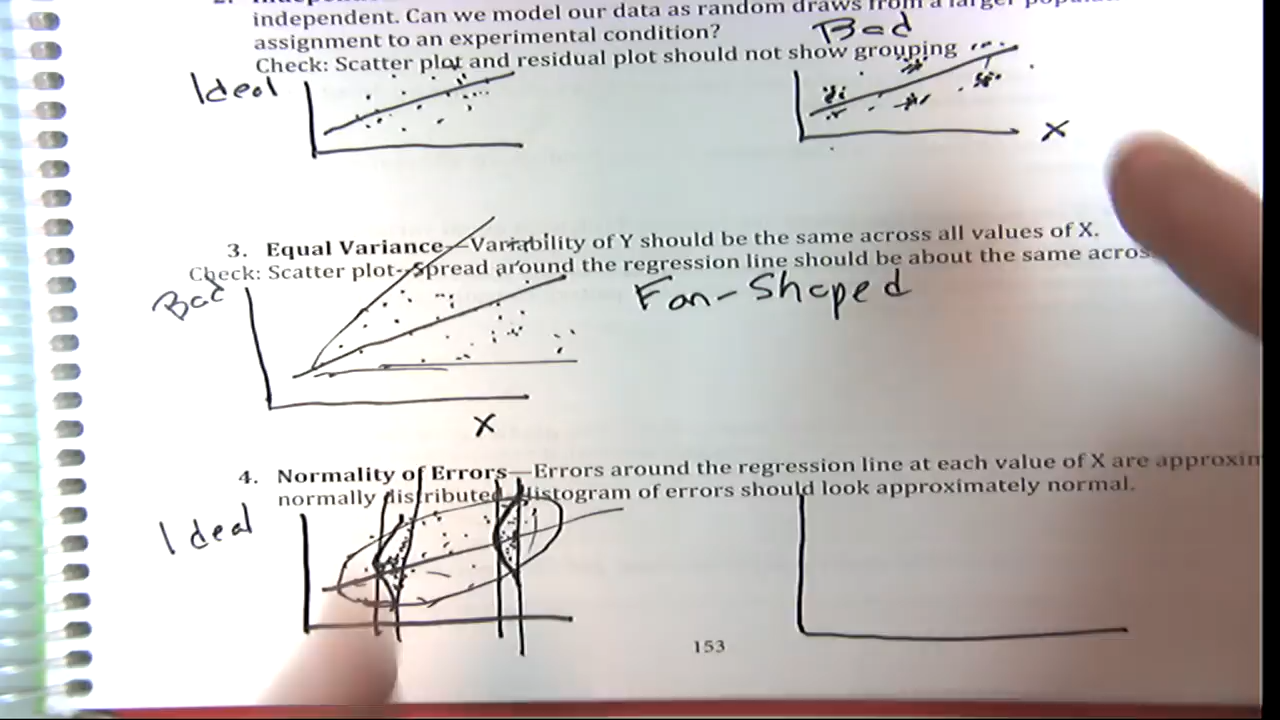 independent. Can we model our data as random draws from a larger
assignment to an experimental condition?
Bad
Check: Scatter plot and residual plot should not show grouping
Ideal
X
3. Equal Variance—Variability of Y should be the same across all values of X.
Check: Scatter plot--Spread around the regression line should be about the same
Bad
Fan-Shaped
X
4. Normality of Errors—Errors around the regression line at each value of X are
normally distributed. Histogram of errors should look approximately normal.
Ideal
153